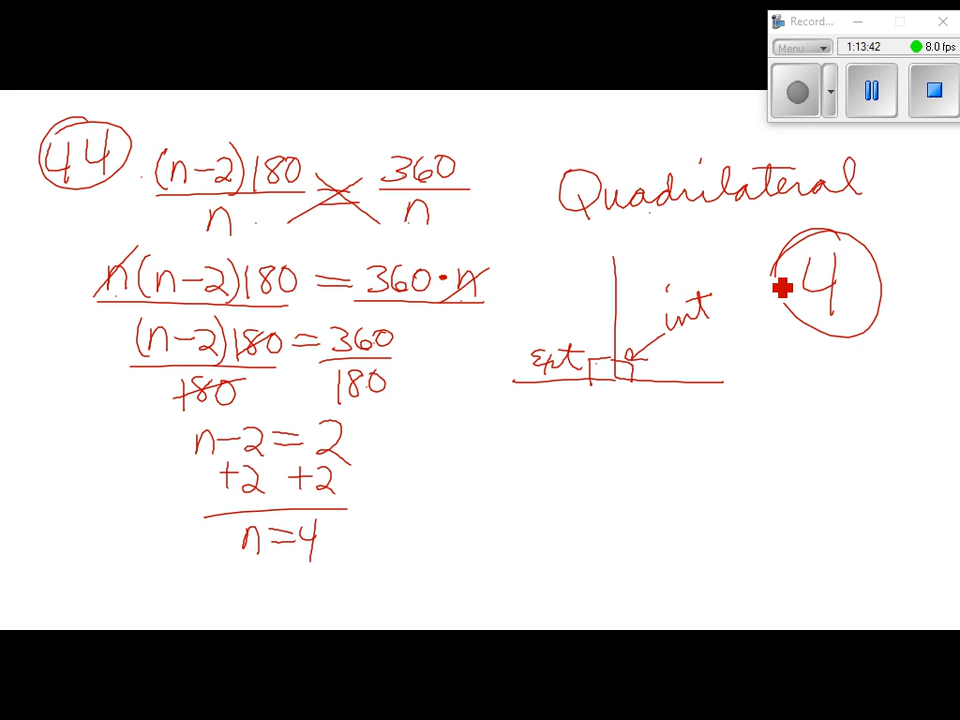 Record...
Menu
1:13:42
8.0 fps
44
(n-2)180 = 360
n n
n(n-2)180 = 360·n
(n-2)180 = 360
180 180
n-2 = 2
+2 +2
n=4
Quadrilateral
4
int
ext